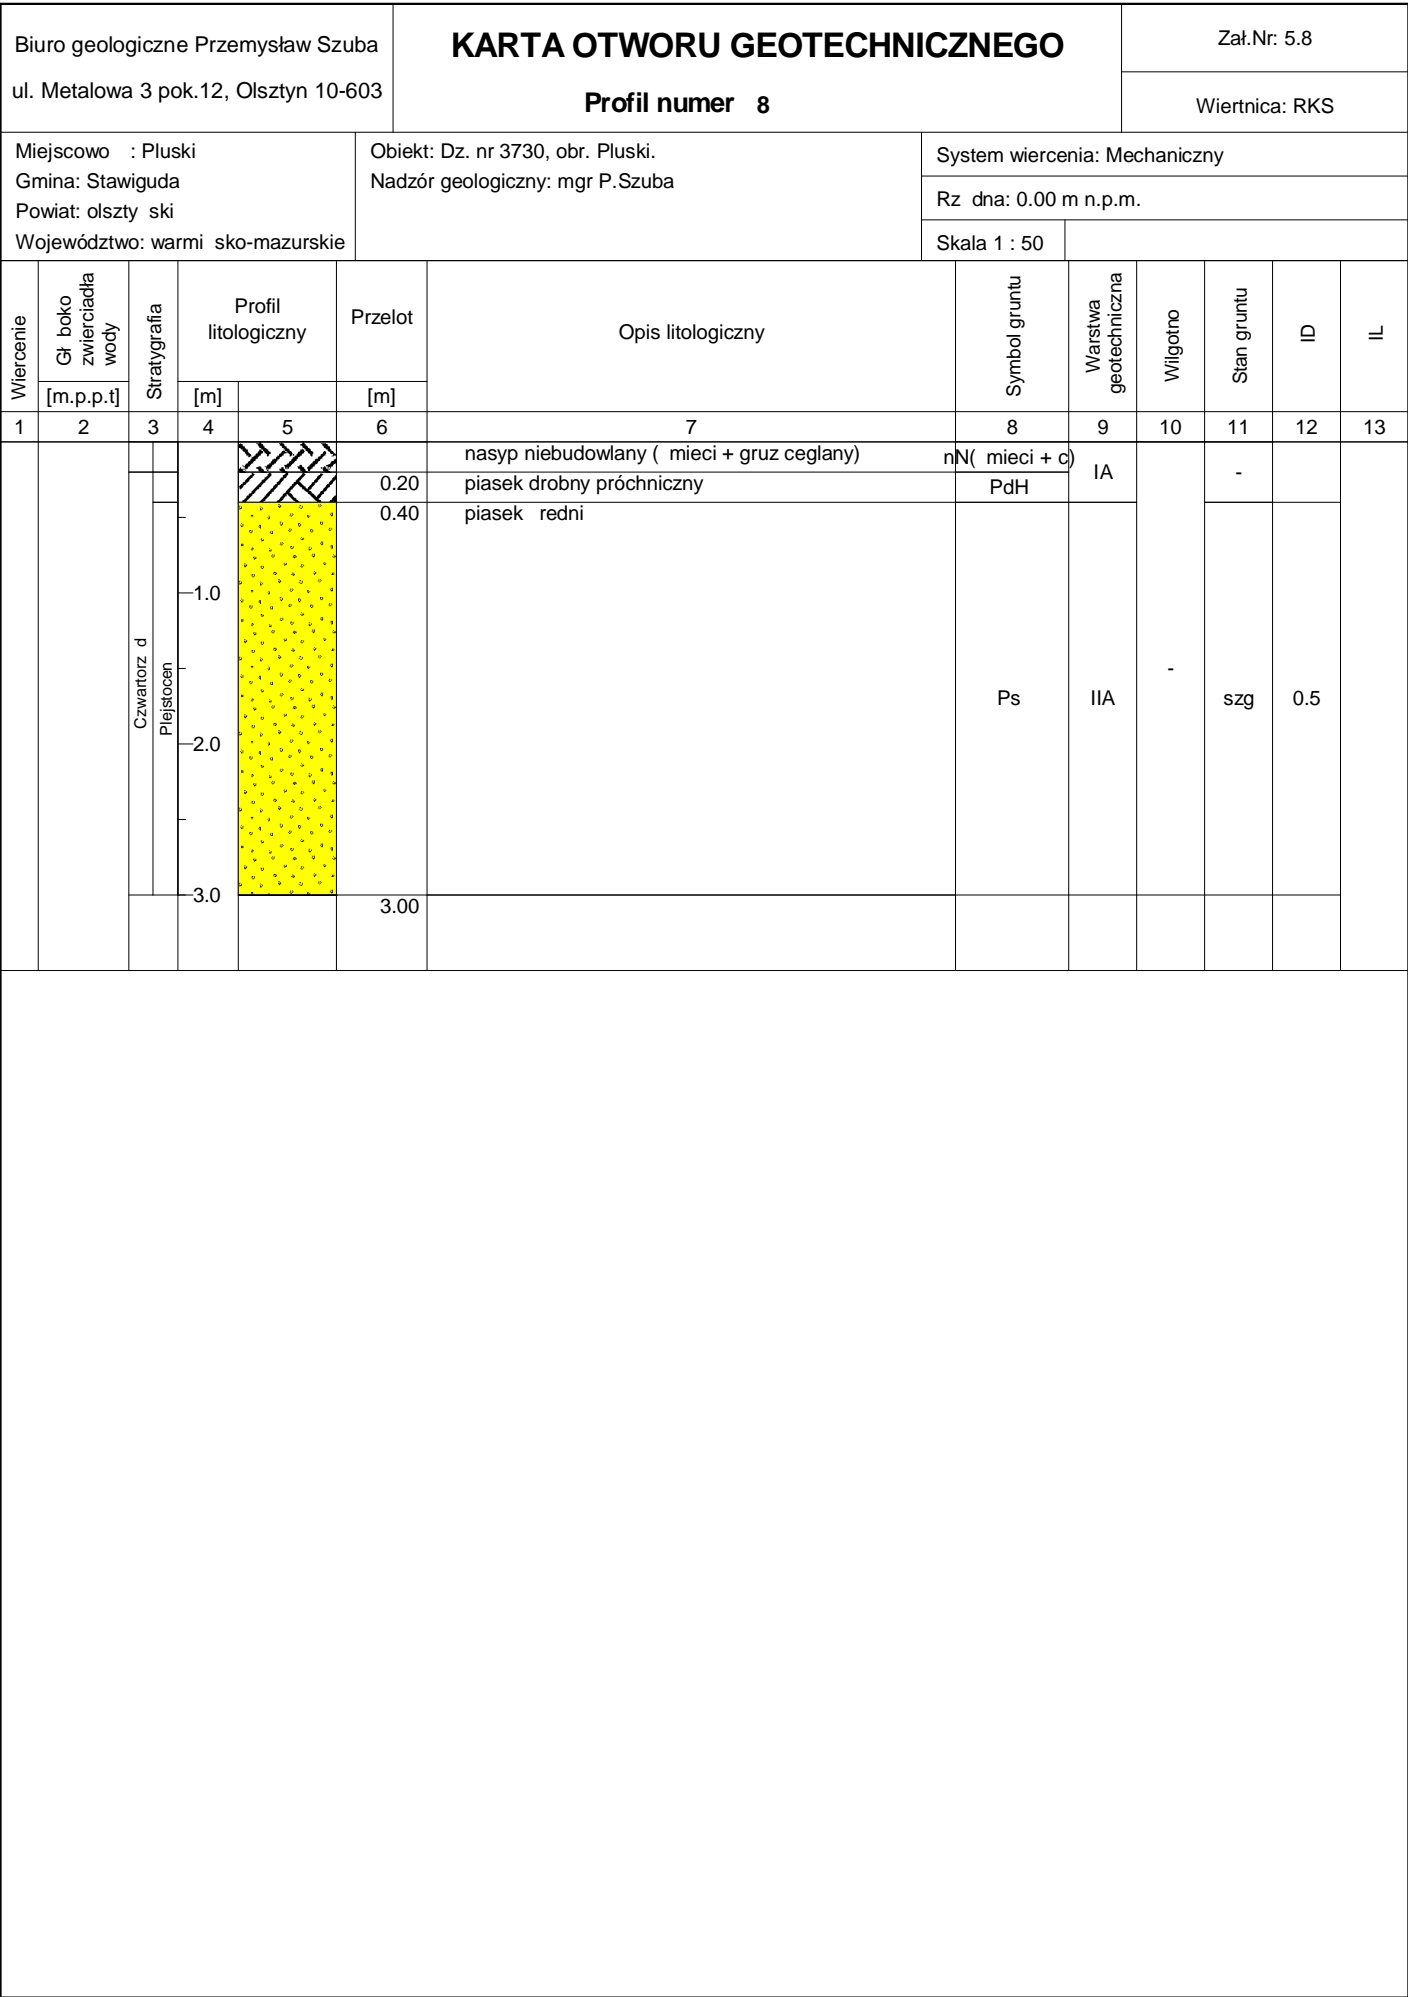 Biuro geologiczne Przemysław Szuba
ul. Metalowa 3 pok.12, Olsztyn 10-603
KARTA OTWORU GEOTECHNICZNEGO
Profil numer 8
Zał.Nr: 5.8
Wiertnica: RKS
Miejscowo : Pluski
Gmina: Stawiguda
Powiat: olszty ski
Województwo: warmi sko-mazurskie
Obiekt: Dz. nr 3730, obr. Pluski.
Nadzór geologiczny: mgr P.Szuba
System wiercenia: Mechaniczny
Rz dna: 0.00 m n.p.m.
Skala 1 : 50
Wiercenie
Gł boko
zwierciadła
wody
[m.p.p.t]
Stratygrafia
Profil
litologiczny
[m]
Przelot
[m]
Opis litologiczny
Symbol gruntu
Warstwa
geotechniczna
Wilgotno
Stan gruntu
ID
IL
1 2 3 4 5 6 7 8 9 10 11 12 13
nasyp niebudowlany ( mieci + gruz ceglany) nN( mieci + c)
IA -
0.20 piasek drobny próchniczny PdH
0.40 piasek redni
1.0
Czwartorz d
Plejstocen
-
Ps IIA szg 0.5
2.0
3.0
3.00